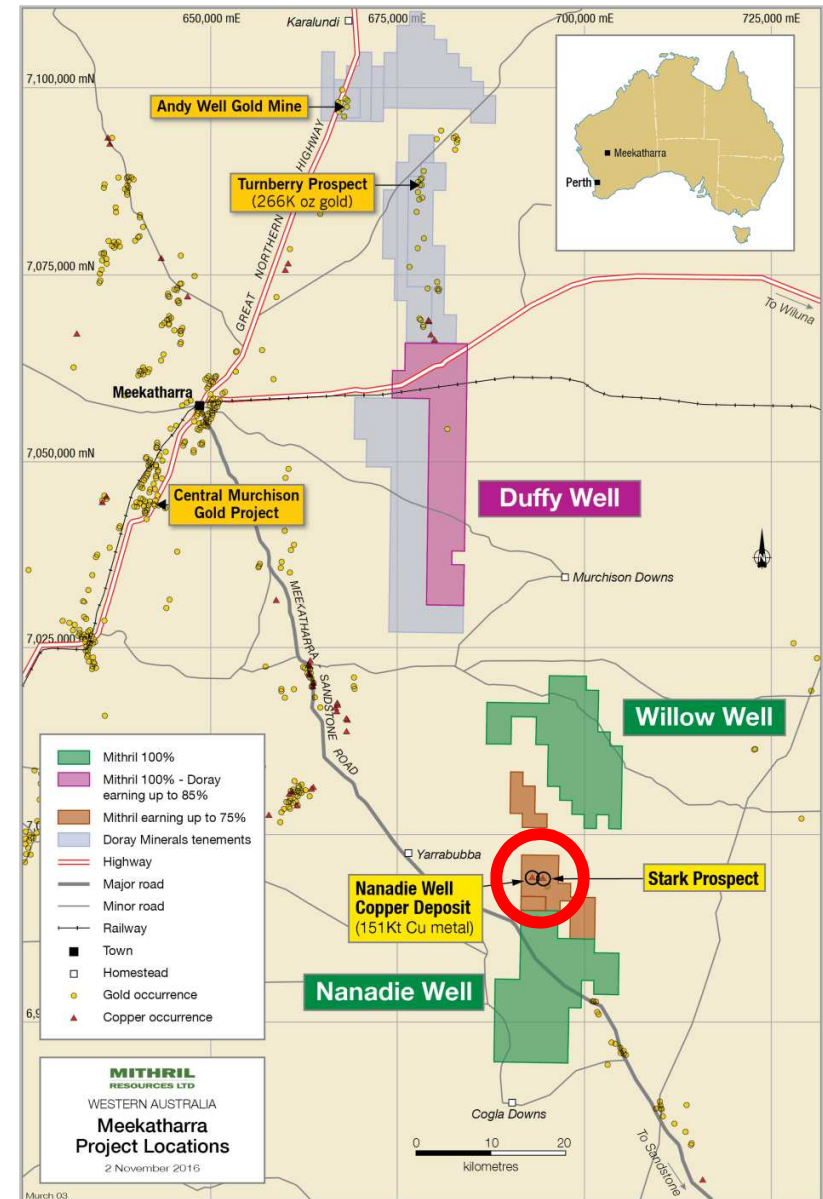 650,000 mE
Karalundi
675,000 mE
700,000 mE
725,000 mE
7,100,000 mN
Andy Well Gold Mine
GREAT NORTHERN HIGHWAY
Turnberry Prospect
(266K oz gold)
Meekatharra
Perth
7,075,000 mN
To Wiluna
Meekatharra
7,050,000 mN
Central Murchison
Gold Project
Duffy Well
N
Murchison Downs
MEEKATHARRA
SANDSTONE
ROAD
7,025,000 mN
Willow Well
Mithril 100%
Mithril 100% - Doray
earning up to 85%
Mithril earning up to 75%
Doray Minerals tenements
Highway
Major road
Minor road
Railway
Town
Homestead
Gold occurrence
Copper occurrence
7,0
Yarrabubba
Nanadie Well
Copper Deposit
(151Kt Cu metal)
Stark Prospect
Nanadie Well
6,9
MITHRIL
RESOURCES LTD
WESTERN AUSTRALIA
Meekatharra
Project Locations
2 November 2016
Cogla Downs
0 10 20
kilometres
To Sandstone
Murch 03